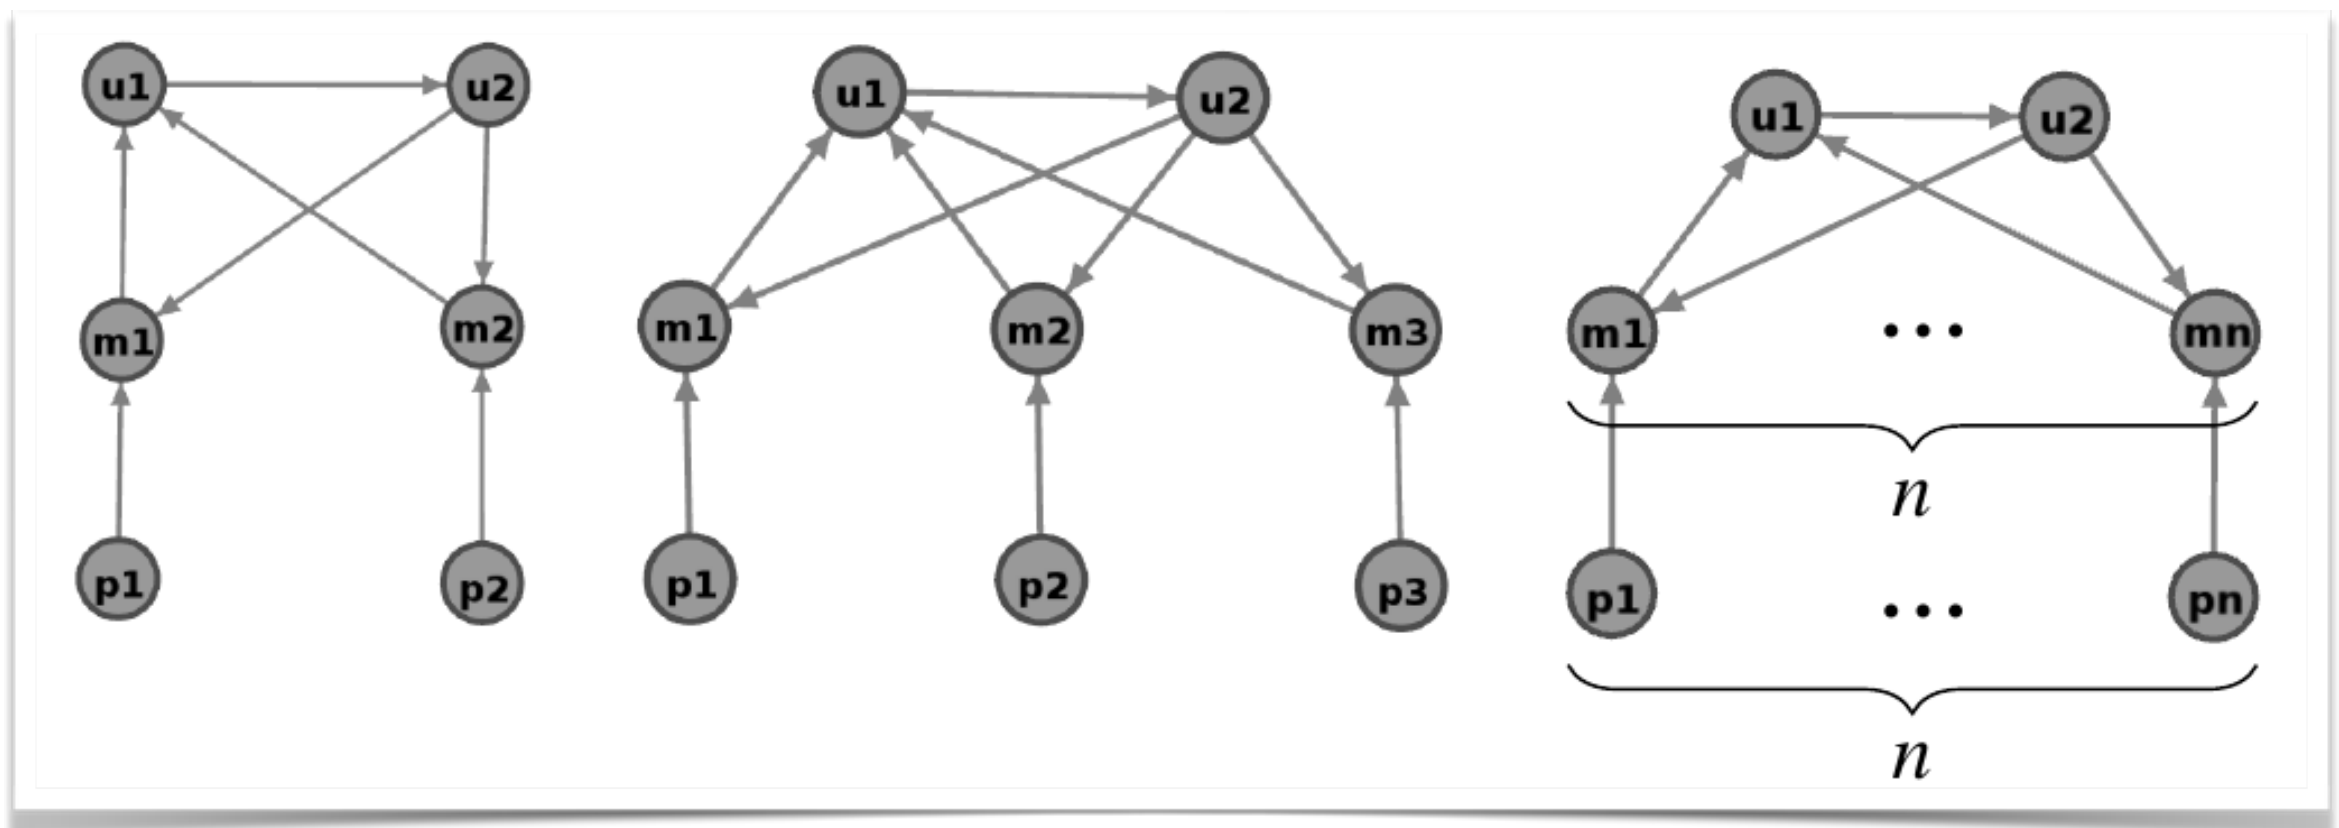 u1 u2 u1 u2 u1 u2
m1 m2 m1 m2 m3 m1 ... mn
n
p1 p2 p1 p2 p3 p1 ... pn
n